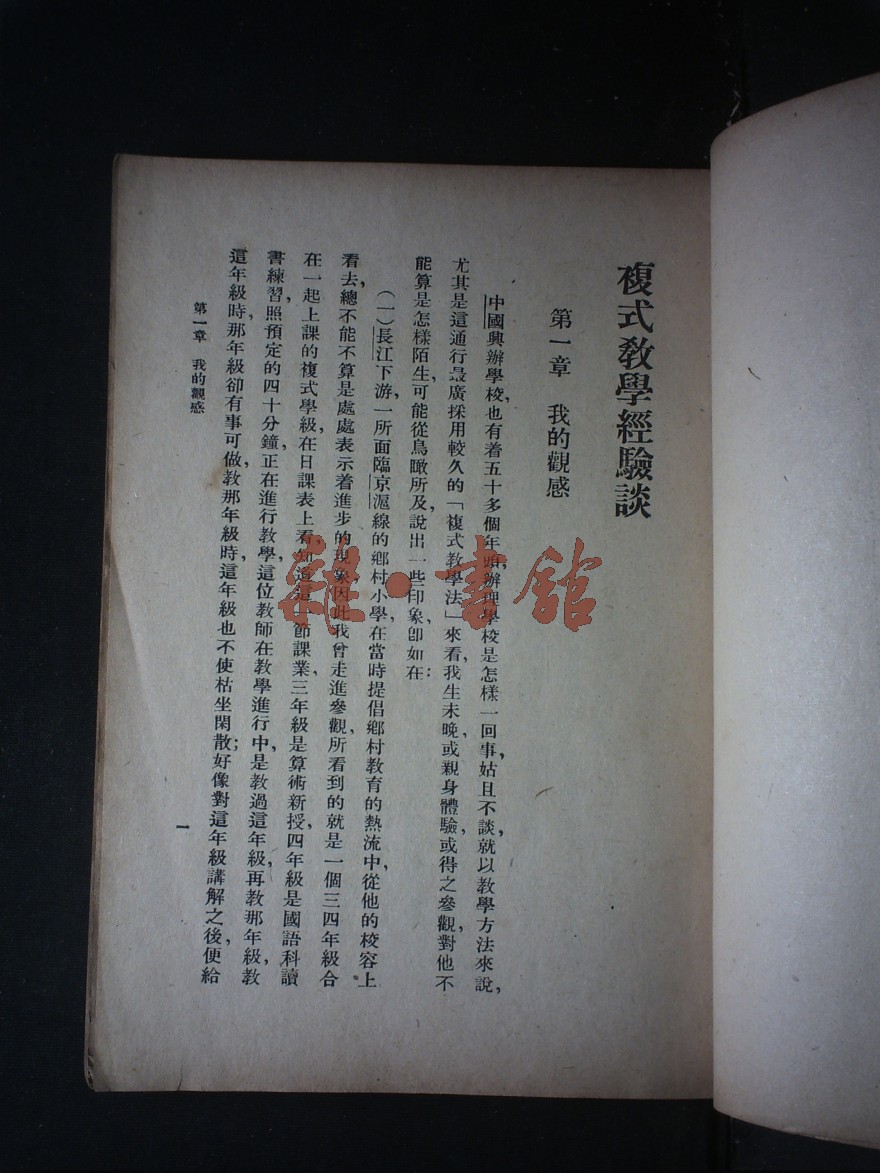 複式教學經驗談
第一章 我的觀感
中國興辦學校,也有着五十多個年頭,辦理學校是怎樣一回事,姑且不談,就以教學方法來說,
尤其是這通行最廣採用較久的「複式教學法」來看,我生未晚,或親身體驗,或得之參觀,對他不
能算是怎樣陌生,可能從鳥瞰所及,說出一些印象,卽如在:
(一)長江下游,一所面臨京滬線的鄉村小學,在當時提倡鄉村教育的熱流中,從他的校容上
看去,總不能不算是處處表示着進步的現象,因此我曾走進參觀,所看到的就是一個三四年級合
在一起上課的複式學級,在日課表上看,知道這一節課業,三年級是算術新授,四年級是國語科讀
書練習,照預定的四十分鐘,正在進行教學,這位教師在教學進行中,是教過這年級,再教那年級,教
這年級時,那年級卻有事可做,教那年級時,這年級也不使枯坐閑散;好像對這年級講解之後,便給
第一章 我的觀感
一
雜·書館